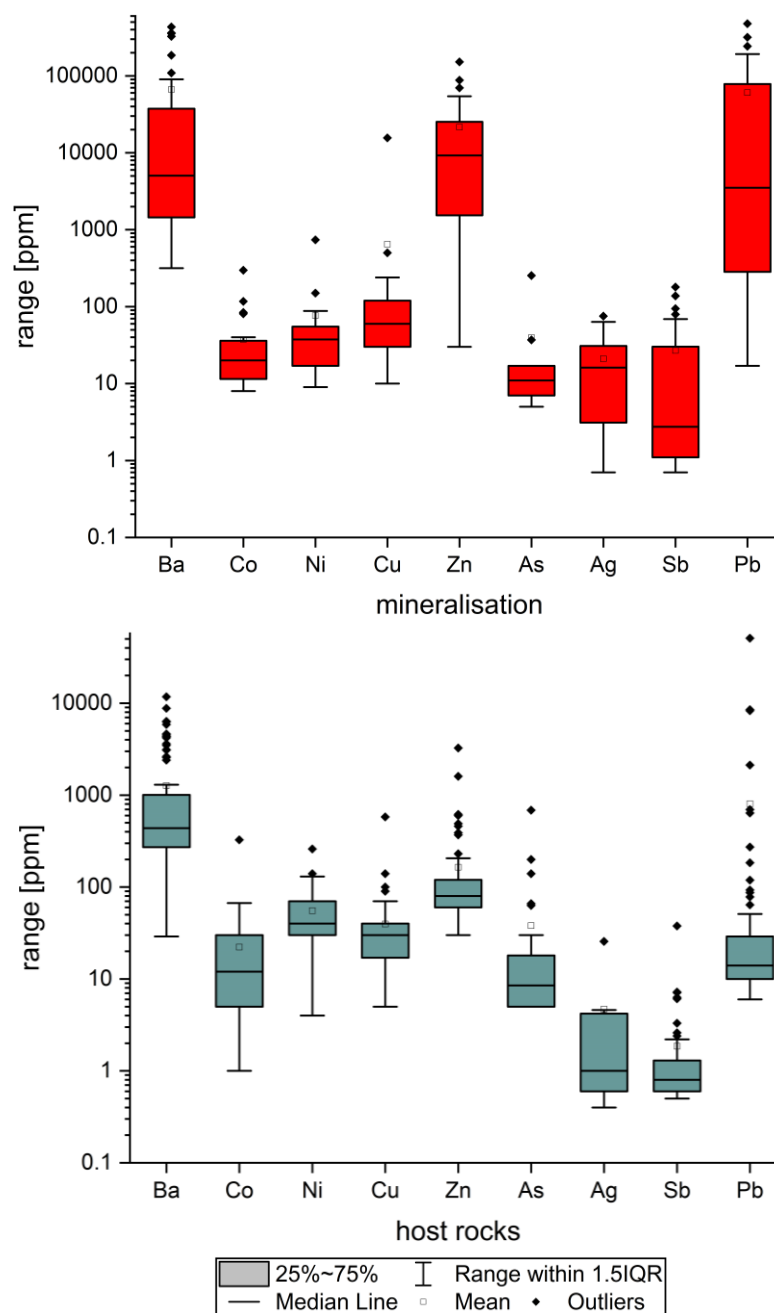 100000
10000
1000
100
10
1
0.1
range [ppm]
Ba Co Ni Cu Zn As Ag Sb Pb
mineralisation
10000
1000
100
10
1
0.1
range [ppm]
Ba Co Ni Cu Zn As Ag Sb Pb
host rocks
25%~75% Range within 1.5IQR
Median Line Mean Outliers